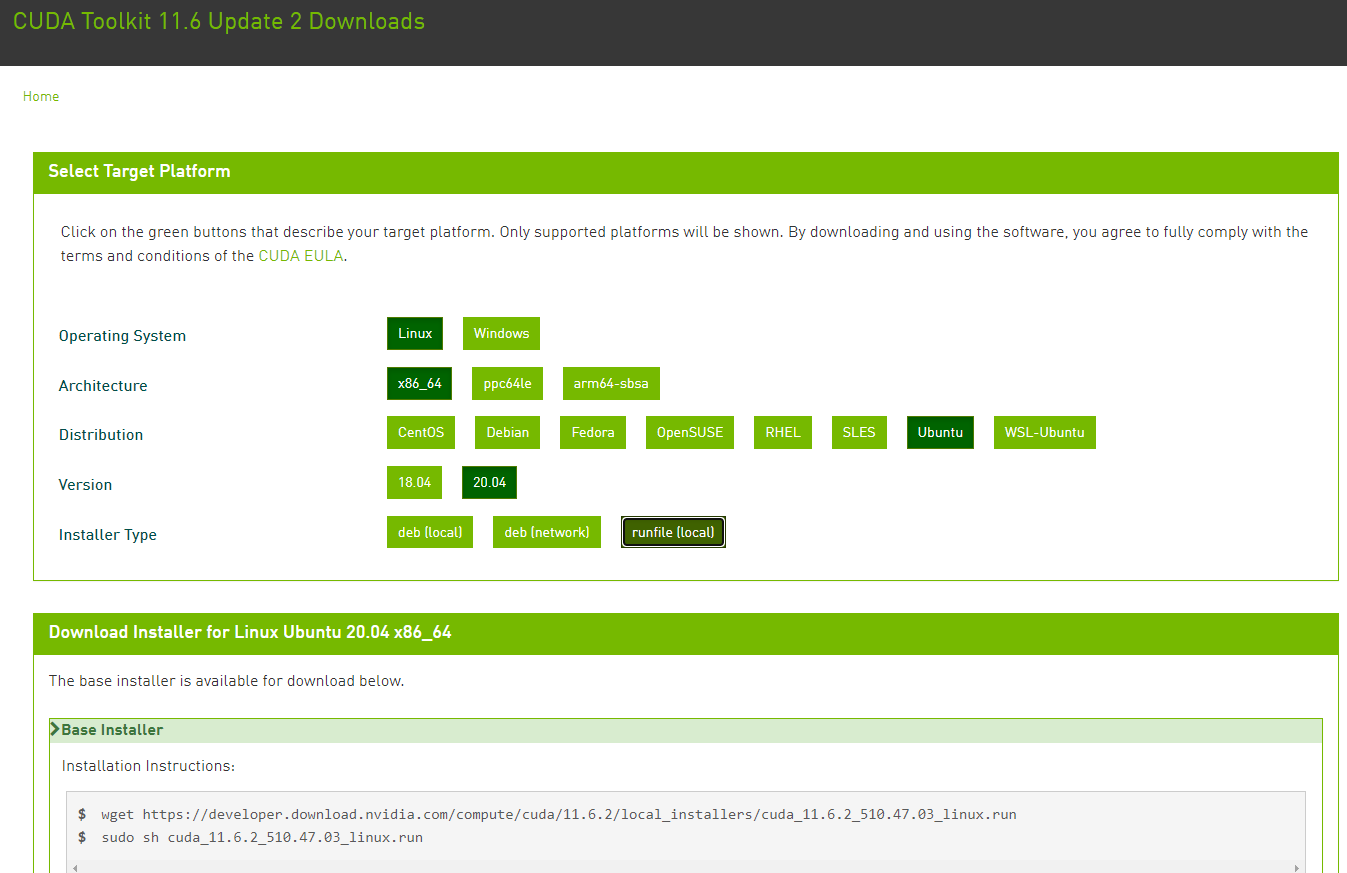 CUDA Toolkit 11.6 Update 2 Downloads
Home
Select Target Platform
Click on the green buttons that describe your target platform. Only supported platforms will be shown. By downloading and using the software, you agree to fully comply with the
terms and conditions of the CUDA EULA.
Operating System Linux Windows
Architecture x86_64 ppc64le arm64-sbsa
Distribution CentOS Debian Fedora OpenSUSE RHEL SLES Ubuntu WSL-Ubuntu
Version 18.04 20.04
Installer Type deb (local) deb (network) runfile (local)
Download Installer for Linux Ubuntu 20.04 x86_64
The base installer is available for download below.
Base Installer
Installation Instructions:
$ wget https://developer.download.nvidia.com/compute/cuda/11.6.2/local_installers/cuda_11.6.2_510.47.03_linux.run
$ sudo sh cuda_11.6.2_510.47.03_linux.run